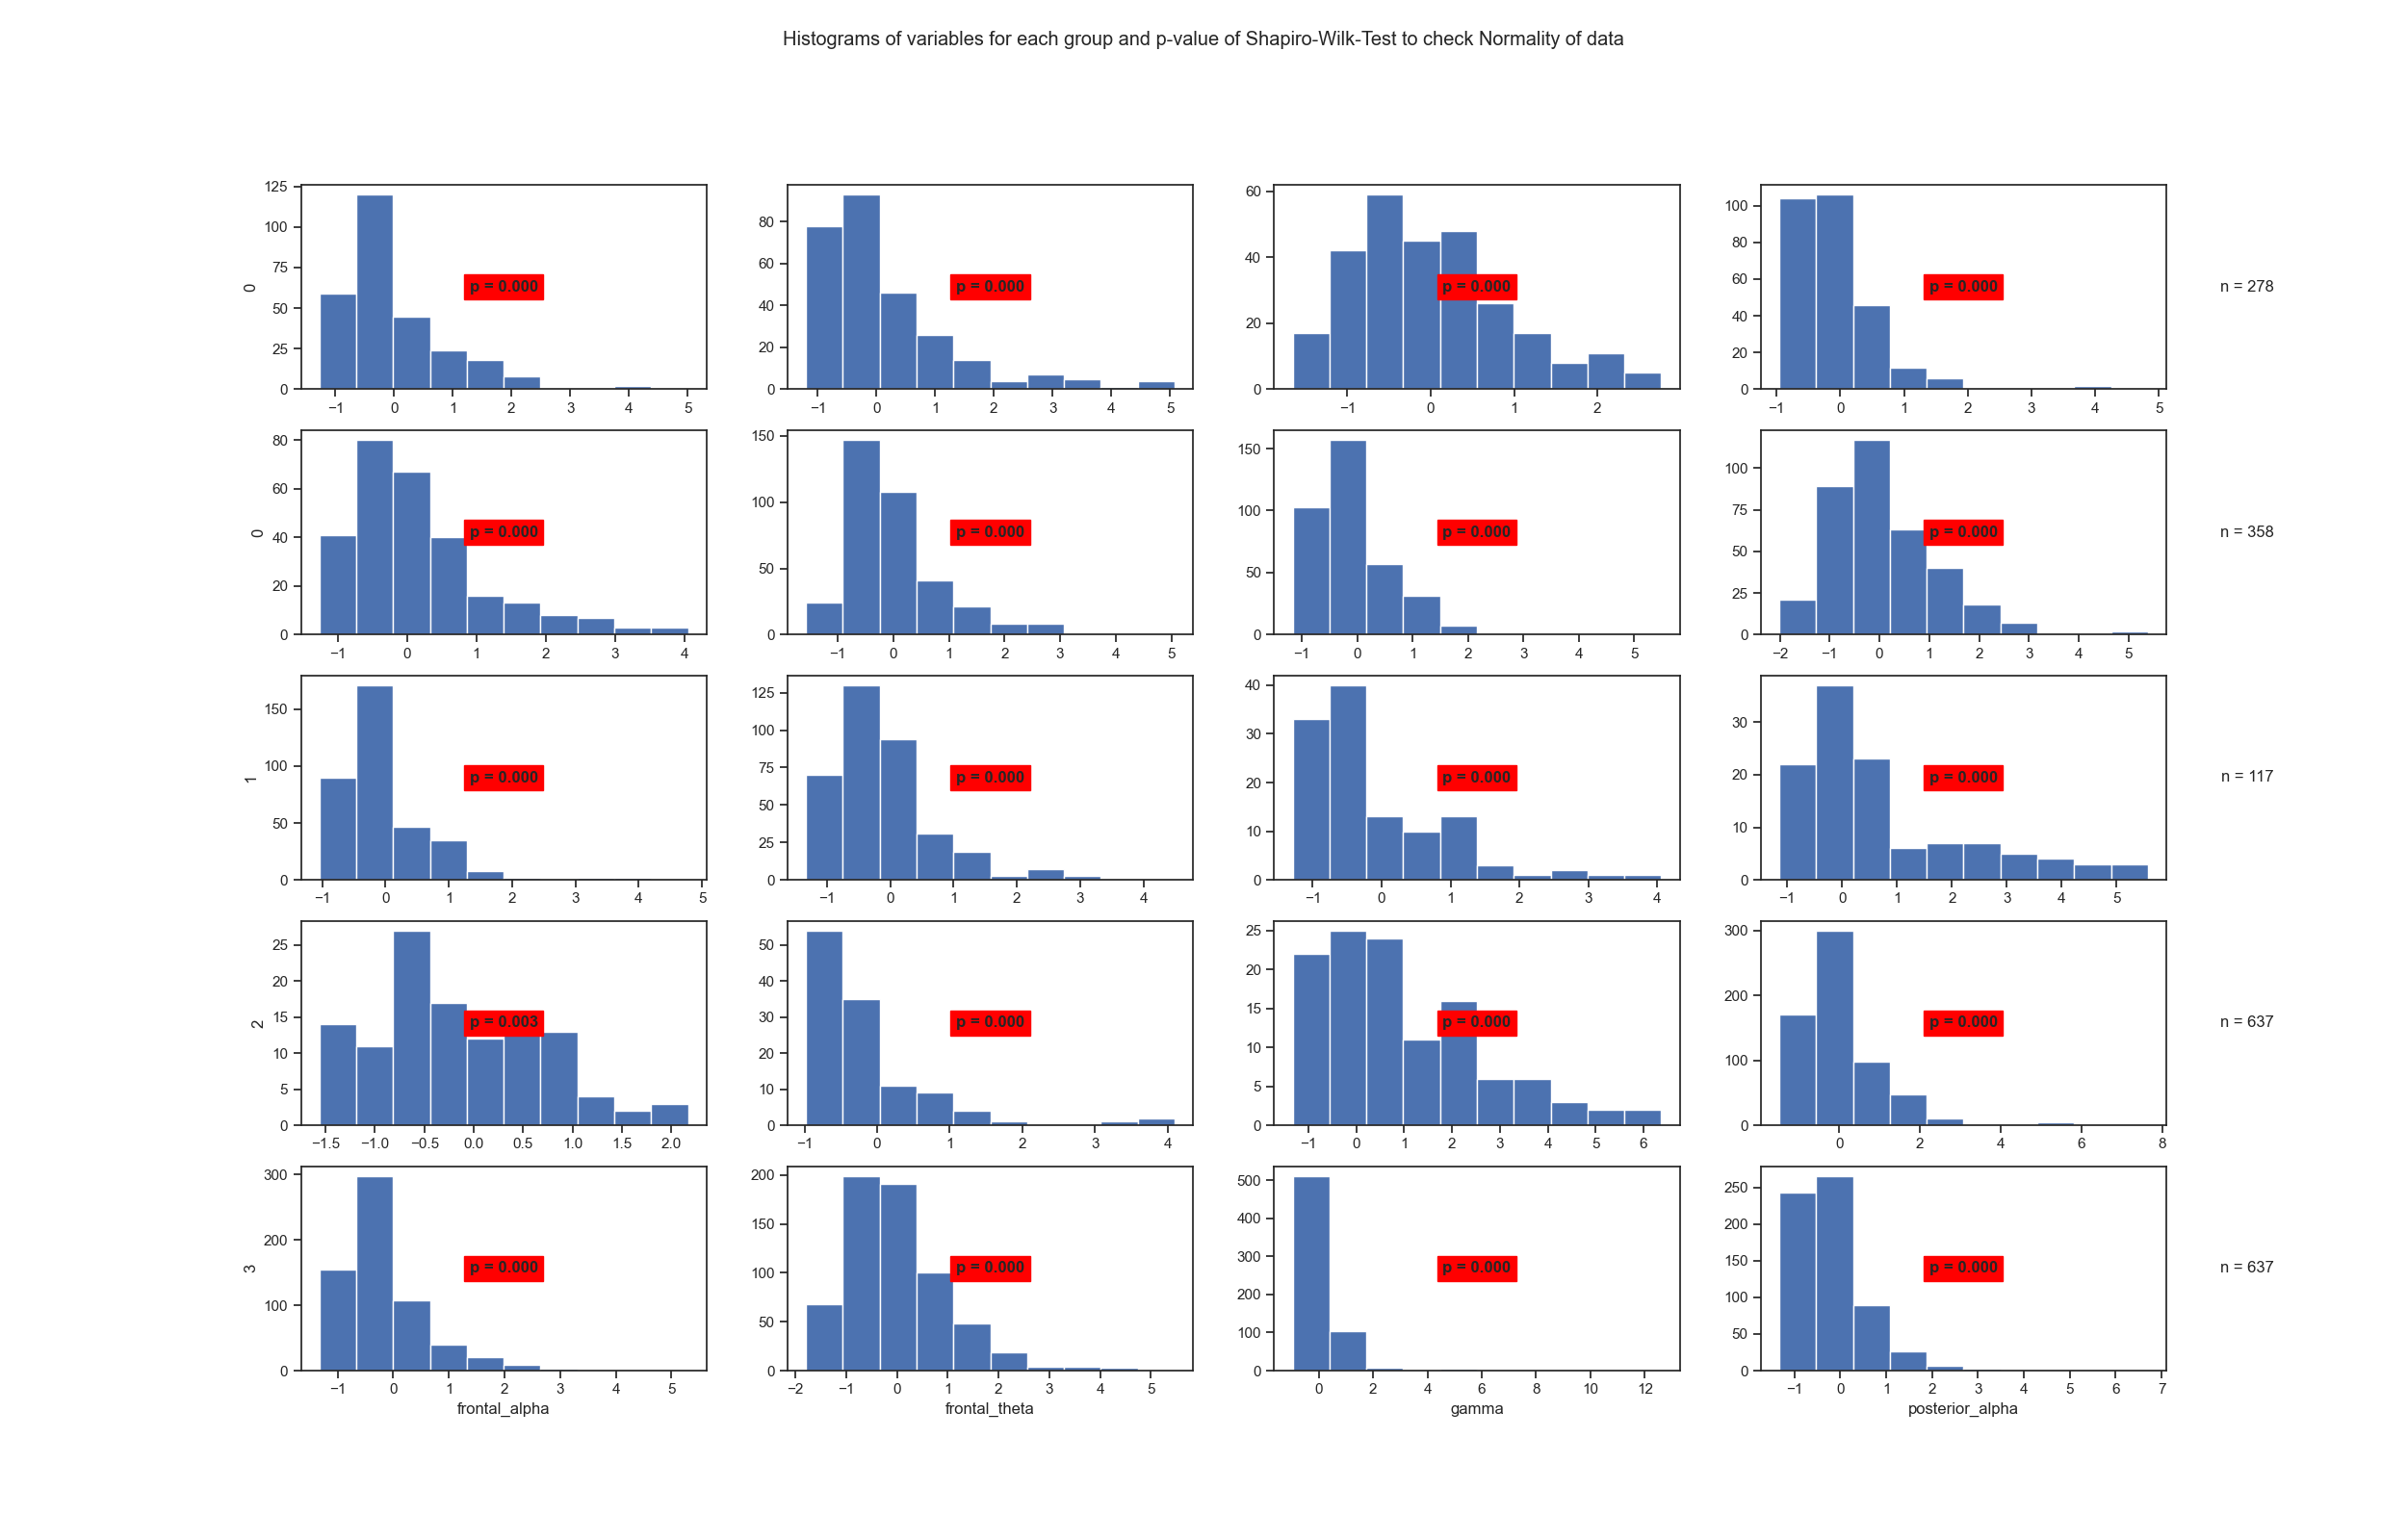 Histograms of variables for each group and p-value of Shapiro-Wilk-Test to check Normality of data
0
125
100
75
50
25
0
p = 0.000
−1 0 1 2 3 4 5
80
60
40
20
0
p = 0.000
−1 0 1 2 3 4 5
60
40
20
0
p = 0.000
−1 0 1 2
100
80
60
40
20
0
p = 0.000
−1 0 1 2 3 4 5
n = 278
0
80
60
40
20
0
p = 0.000
−1 0 1 2 3 4
150
100
50
0
p = 0.000
−1 0 1 2 3 4 5
150
100
50
0
p = 0.000
−1 0 1 2 3 4 5
100
75
50
25
0
p = 0.000
−2 −1 0 1 2 3 4 5
n = 358
1
150
100
50
0
p = 0.000
−1 0 1 2 3 4 5
125
100
75
50
25
0
p = 0.000
−1 0 1 2 3 4
40
30
20
10
0
p = 0.000
−1 0 1 2 3 4
30
20
10
0
p = 0.000
−1 0 1 2 3 4 5
n = 117
2
25
20
15
10
5
0
p = 0.003
−1.5 −1.0 −0.5 0.0 0.5 1.0 1.5 2.0
50
40
30
20
10
0
p = 0.000
−1 0 1 2 3 4
25
20
15
10
5
0
p = 0.000
−1 0 1 2 3 4 5 6
300
200
100
0
p = 0.000
0 2 4 6 8
n = 637
3
300
200
100
0
p = 0.000
−1 0 1 2 3 4 5
frontal_alpha
200
150
100
50
0
p = 0.000
−2 −1 0 1 2 3 4 5
frontal_theta
500
400
300
200
100
0
p = 0.000
0 2 4 6 8 10 12
gamma
250
200
150
100
50
0
p = 0.000
−1 0 1 2 3 4 5 6 7
posterior_alpha
n = 637